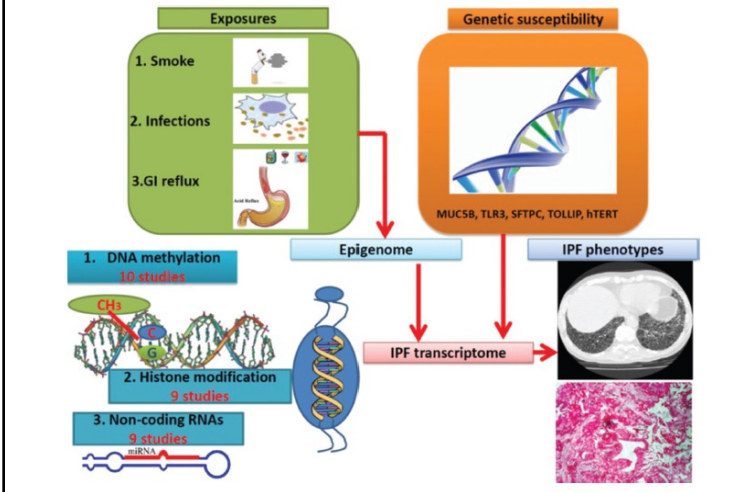 Exposures
1. Smoke
2. Infections
3.GI reflux
Acid Reflux
Genetic susceptibility
MUC5B, TLR3, SFTPC, TOLLIP, hTERT
Epigenome
IPF phenotypes
1. DNA methylation
10 studies
CH3
C
G
IPF transcriptome
2. Histone modification
9 studies
3. Non-coding RNAs
9 studies
miRNA